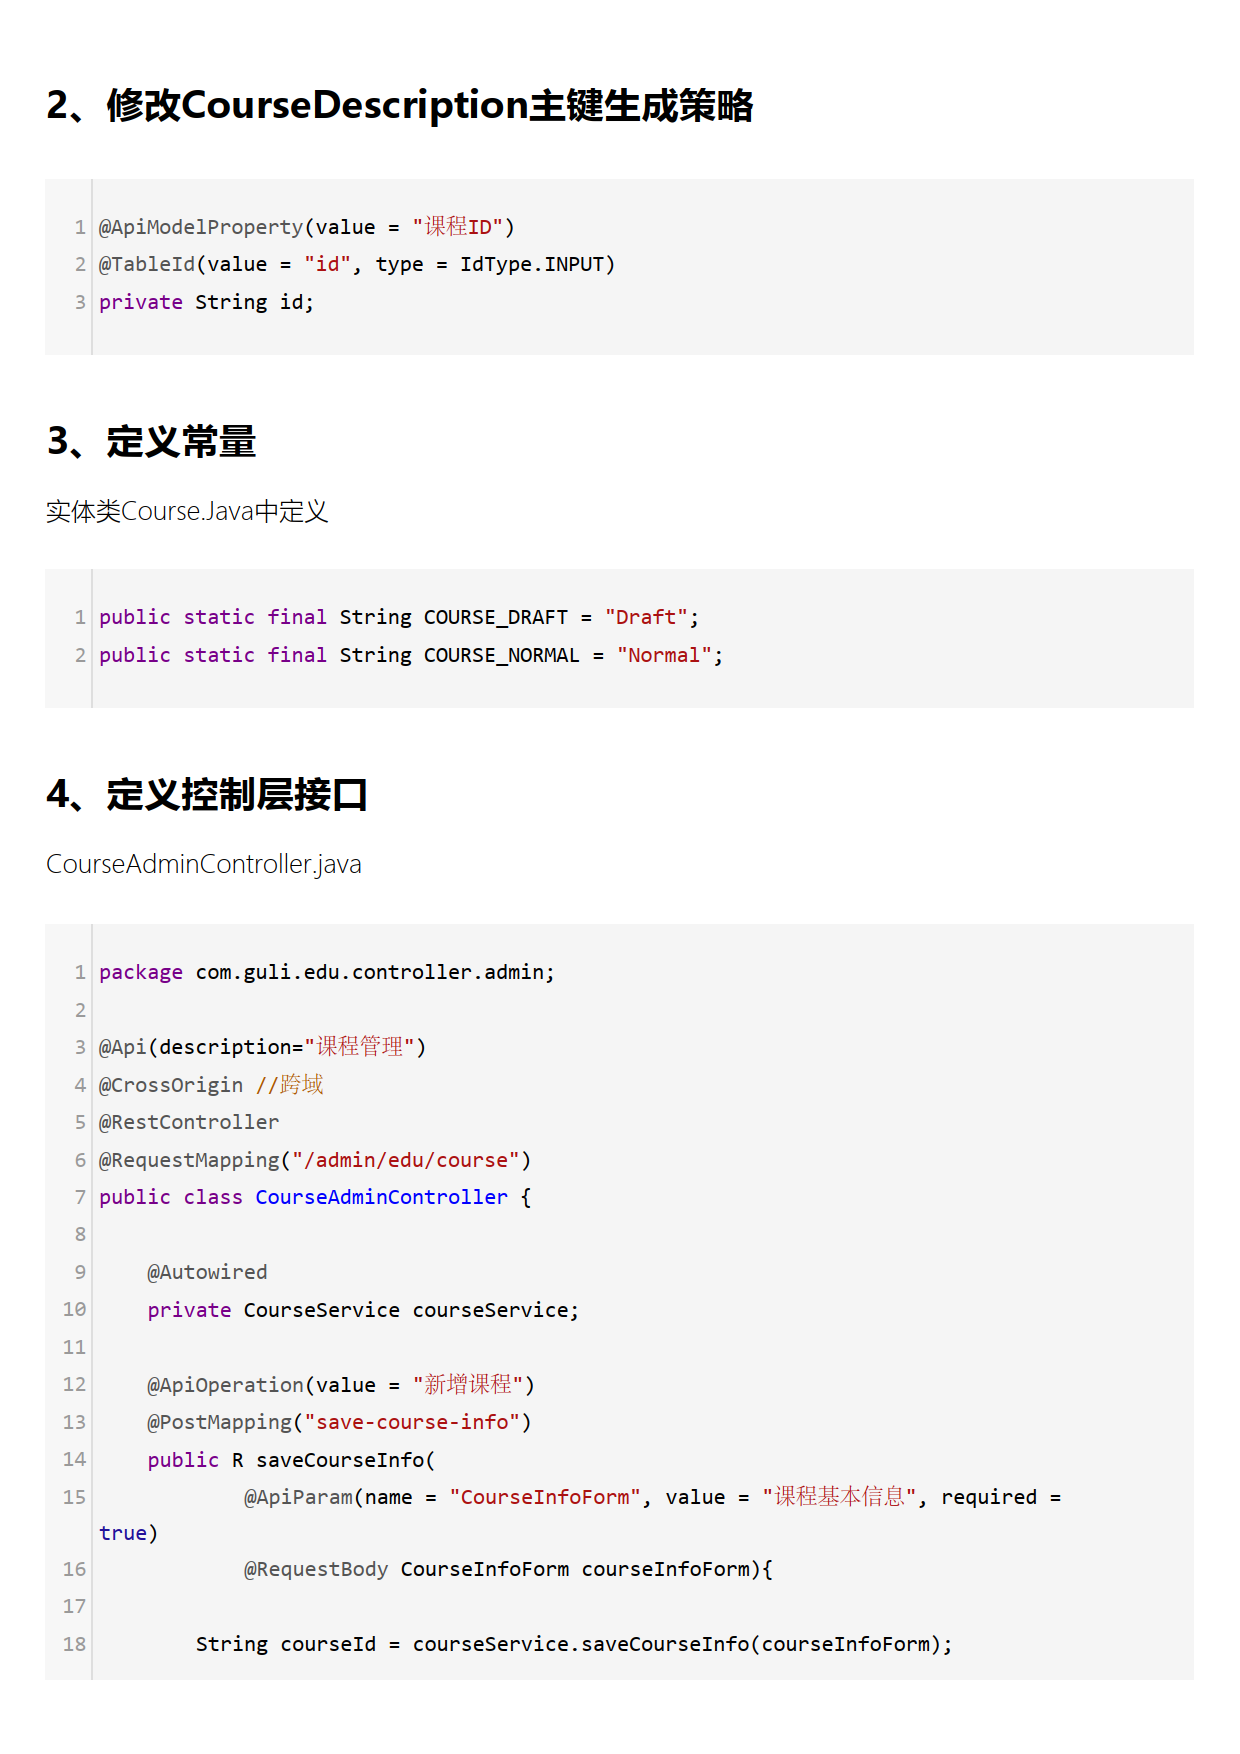 2、修改CourseDescription主键生成策略
1 @ApiModelProperty(value = "课程ID")
2 @TableId(value = "id", type = IdType.INPUT)
3 private String id;
3、定义常量
实体类Course.Java中定义
1 public static final String COURSE_DRAFT = "Draft";
2 public static final String COURSE_NORMAL = "Normal";
4、定义控制层接口
CourseAdminController.java
1 package com.guli.edu.controller.admin;
2
3 @Api(description="课程管理")
4 @CrossOrigin //跨域
5 @RestController
6 @RequestMapping("/admin/edu/course")
7 public class CourseAdminController {
8
9     @Autowired
10     private CourseService courseService;
11
12     @ApiOperation(value = "新增课程")
13     @PostMapping("save-course-info")
14     public R saveCourseInfo(
15             @ApiParam(name = "CourseInfoForm", value = "课程基本信息", required =
true)
16             @RequestBody CourseInfoForm courseInfoForm){
17
18         String courseId = courseService.saveCourseInfo(courseInfoForm);